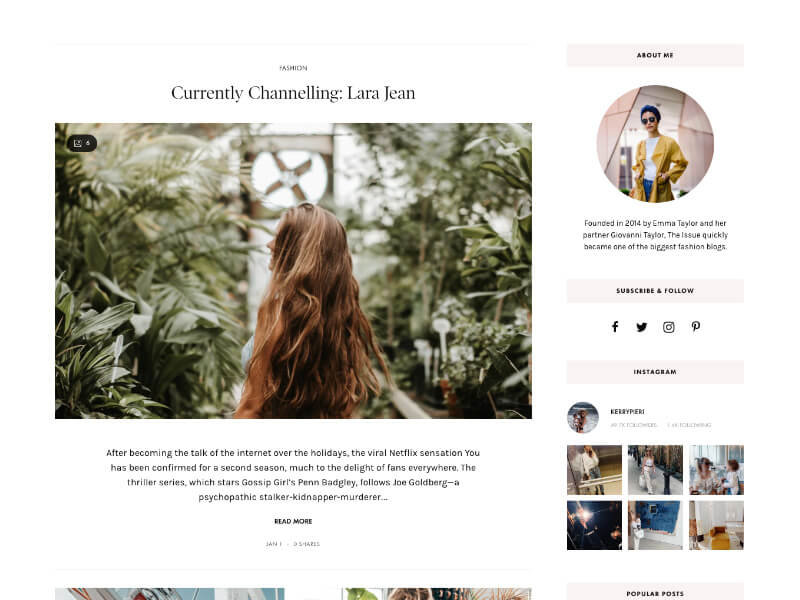 FASHION
Currently Channelling: Lara Jean
6
After becoming the talk of the internet over the holidays, the viral Netflix sensation You
has been confirmed for a second season, much to the delight of fans everywhere. The
thriller series, which stars Gossip Girl's Penn Badgley, follows Joe Goldberg—a
psychopathic stalker-kidnapper-murderer...
READ MORE
JAN 1 - 0 SHARES
ABOUT ME
Founded in 2014 by Emma Taylor and her
partner Giovanni Taylor, The Issue quickly
became one of the biggest fashion blogs.
SUBSCRIBE & FOLLOW
INSTAGRAM
KERRYPIERI
FOLLOWERS FOLLOWING
POPULAR POSTS